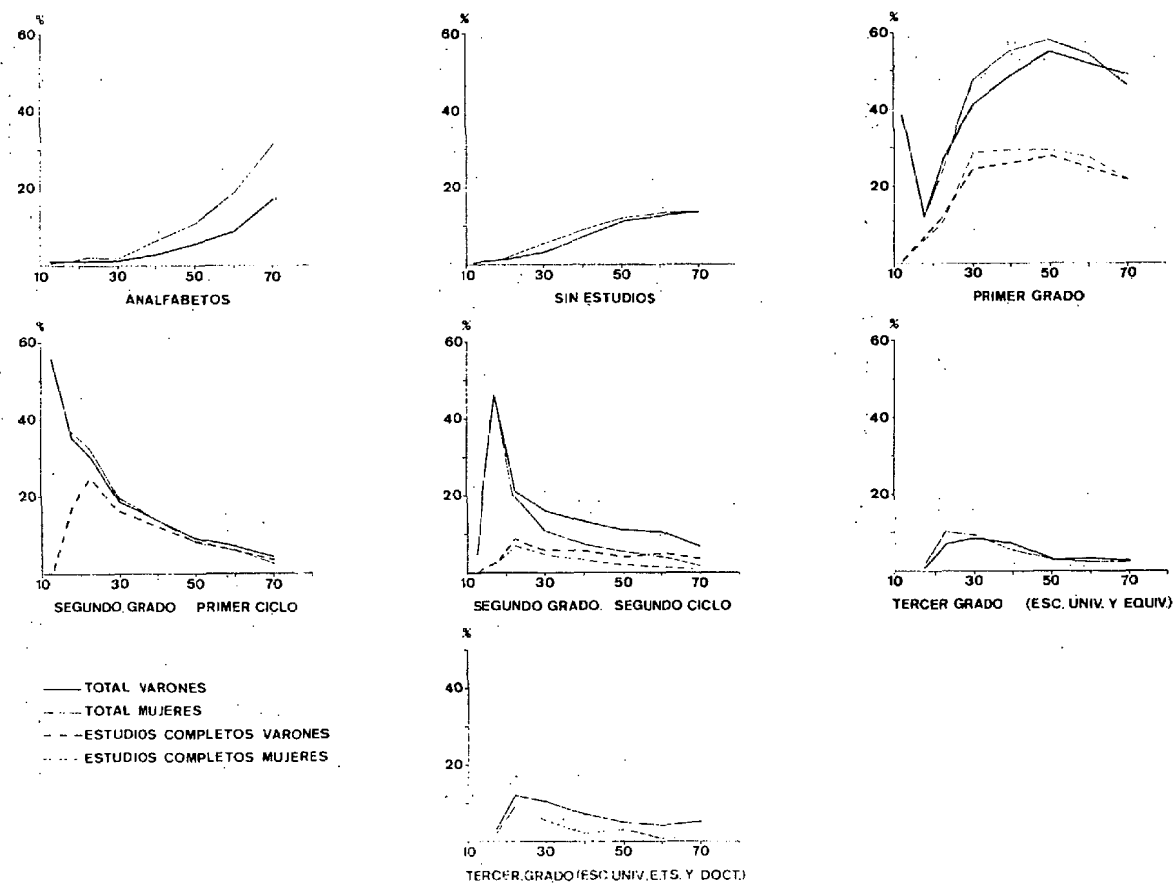 %
60
40
20
10 30 50 70
ANALFABETOS
%
60
40
20
10 30 50 70
SIN ESTUDIOS
%
60
40
20
10 30 50 70
PRIMER GRADO
%
60
40
20
10 30 50 70
SEGUNDO GRADO PRIMER CICLO
%
60
40
20
10 30 50 70
SEGUNDO GRADO. SEGUNDO CICLO
%
60
40
20
10 30 50 70
TERCER GRADO (ESC. UNIV. Y EQUIV.)
%
40
20
10 30 50 70
TERCER GRADO (ESC UNIV, E.T.S. Y DOCT.)
TOTAL VARONES
TOTAL MUJERES
ESTUDIOS COMPLETOS VARONES
ESTUDIOS COMPLETOS MUJERES